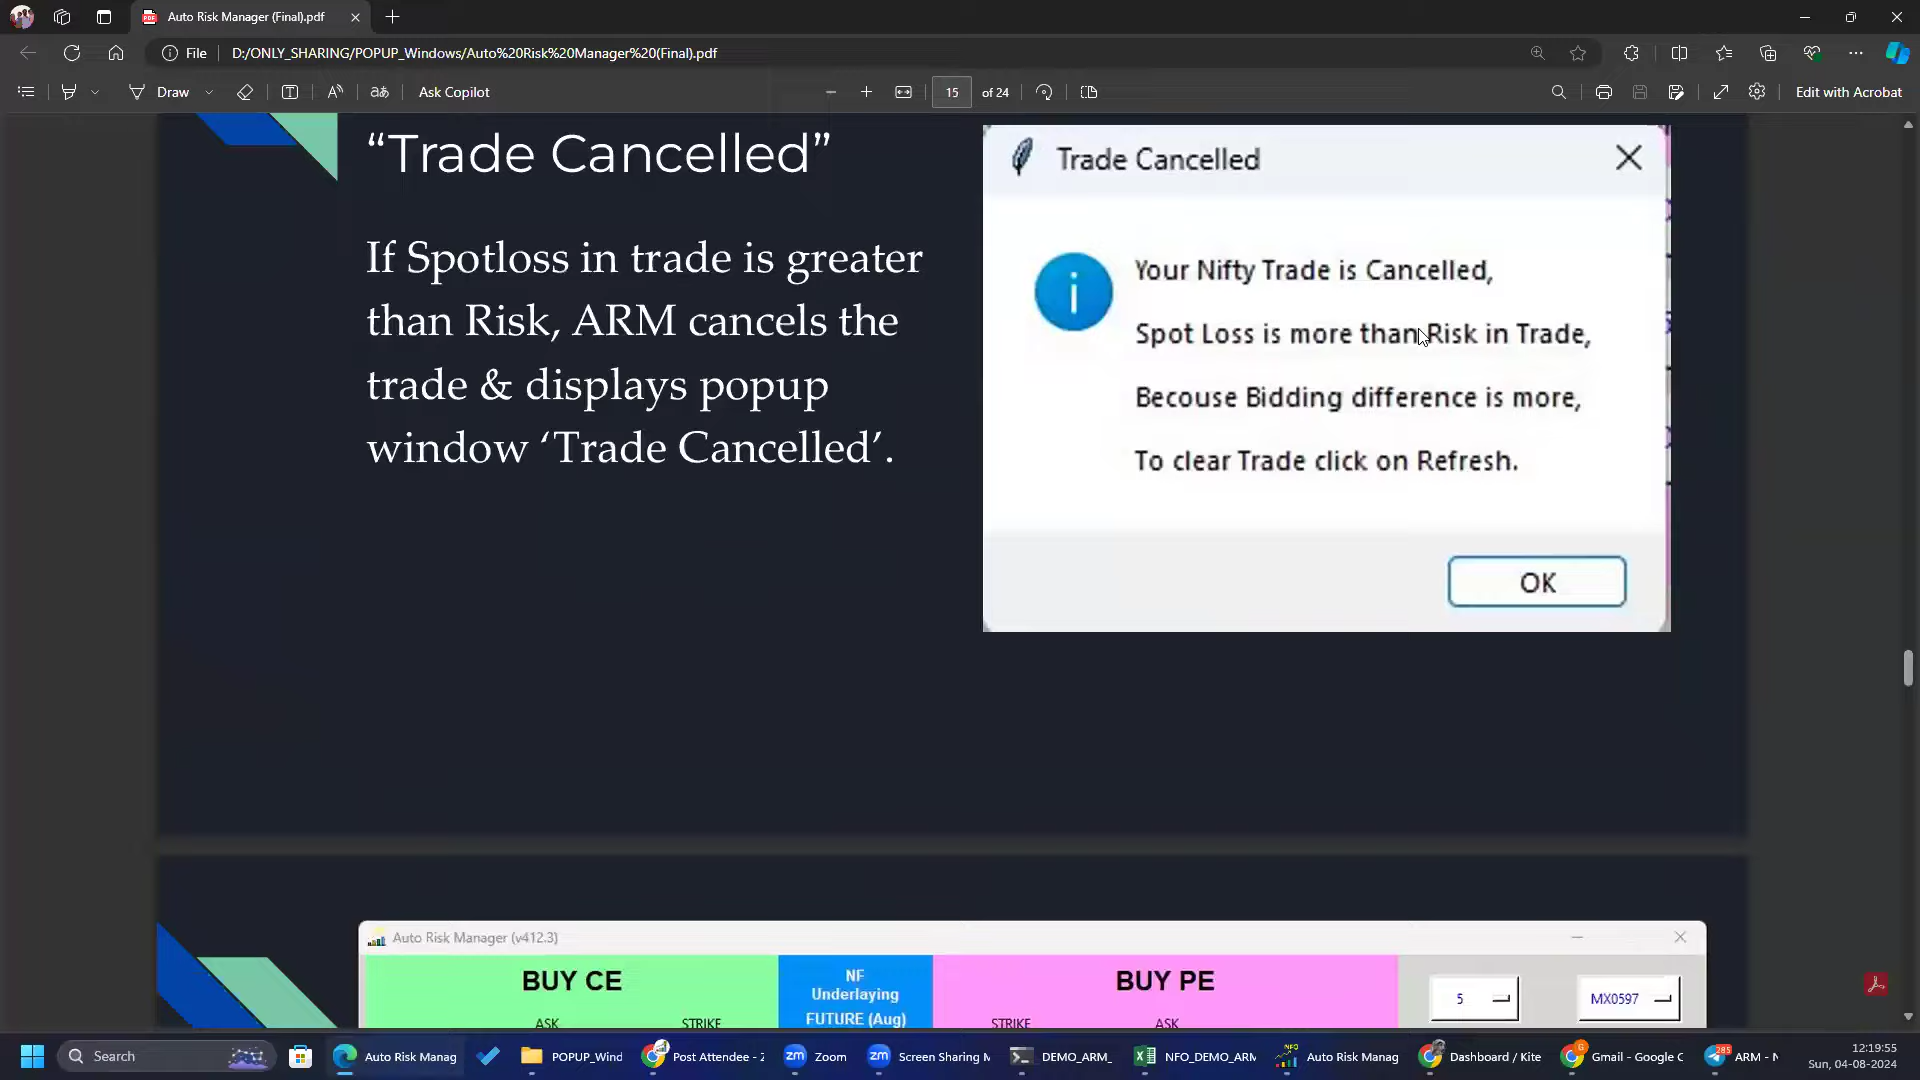 Auto Risk Manager (Final).pdf
File
D:/ONLY_SHARING/POPUP_Windows/Auto%20Risk%20Manager%20(Final).pdf
Draw
Ask Copilot
15 of 24
Edit with Acrobat
“Trade Cancelled”
If Spotloss in trade is greater
than Risk, ARM cancels the
trade & displays popup
window ‘Trade Cancelled’.
Trade Cancelled
Your Nifty Trade is Cancelled,
Spot Loss is more than Risk in Trade,
Becouse Bidding difference is more,
To clear Trade click on Refresh.
OK
Auto Risk Manager (v412.3)
BUY CE
NF
Underlaying
FUTURE (Aug)
BUY PE
5
MX0597
ASK
STRIKE
STRIKE
ASK
Search
Auto Risk Manag
POPUP_Wind
Post Attendee - Z
Zoom
Screen Sharing M
DEMO_ARM_
NFO_DEMO_ARM
Auto Risk Manag
Dashboard / Kite
Gmail - Google C
285
ARM - N
12:19:55
Sun, 04-08-2024